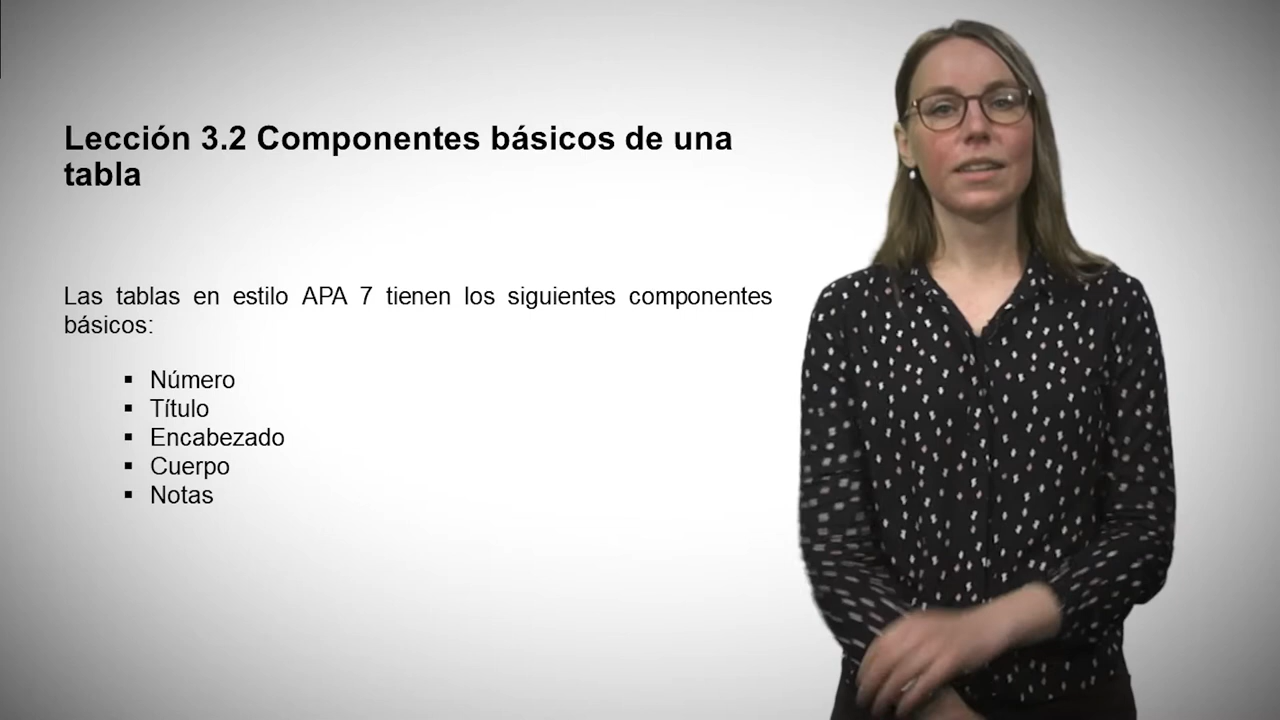 Lección 3.2 Componentes básicos de una
tabla
Las tablas en estilo APA 7 tienen los siguientes componentes
básicos:
▪ Número
▪ Título
▪ Encabezado
▪ Cuerpo
▪ Notas